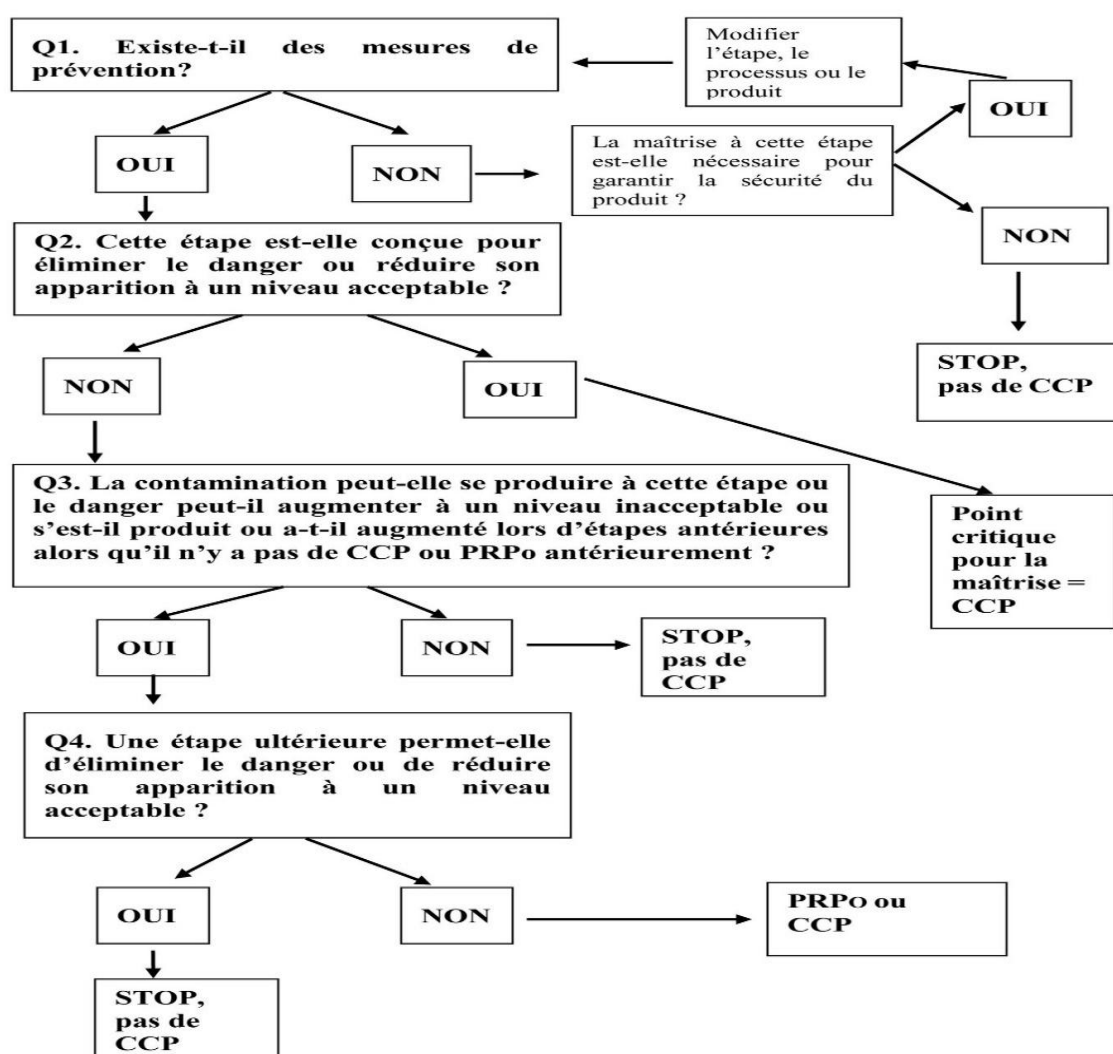 Q1. Existe-t-il des mesures de
prévention?
Modifier
l'étape, le
processus ou le
produit
OUI
OUI
NON
La maîtrise à cette étape
est-elle nécessaire pour
garantir la sécurité du
produit ?
NON
Q2. Cette étape est-elle conçue pour
éliminer le danger ou réduire son
apparition à un niveau acceptable ?
STOP,
pas de CCP
NON
OUI
Q3. La contamination peut-elle se produire à cette étape ou
le danger peut-il augmenter à un niveau inacceptable ou
s'est-il produit ou a-t-il augmenté lors d'étapes antérieures
alors qu'il n'y a pas de CCP ou PRPo antérieurement ?
Point
critique
pour la
maîtrise =
CCP
OUI
NON
STOP,
pas de
CCP
Q4. Une étape ultérieure permet-elle
d'éliminer le danger ou de réduire
son apparition à un niveau
acceptable ?
OUI
NON
PRPO ou
CCP
STOP,
pas de
CCP